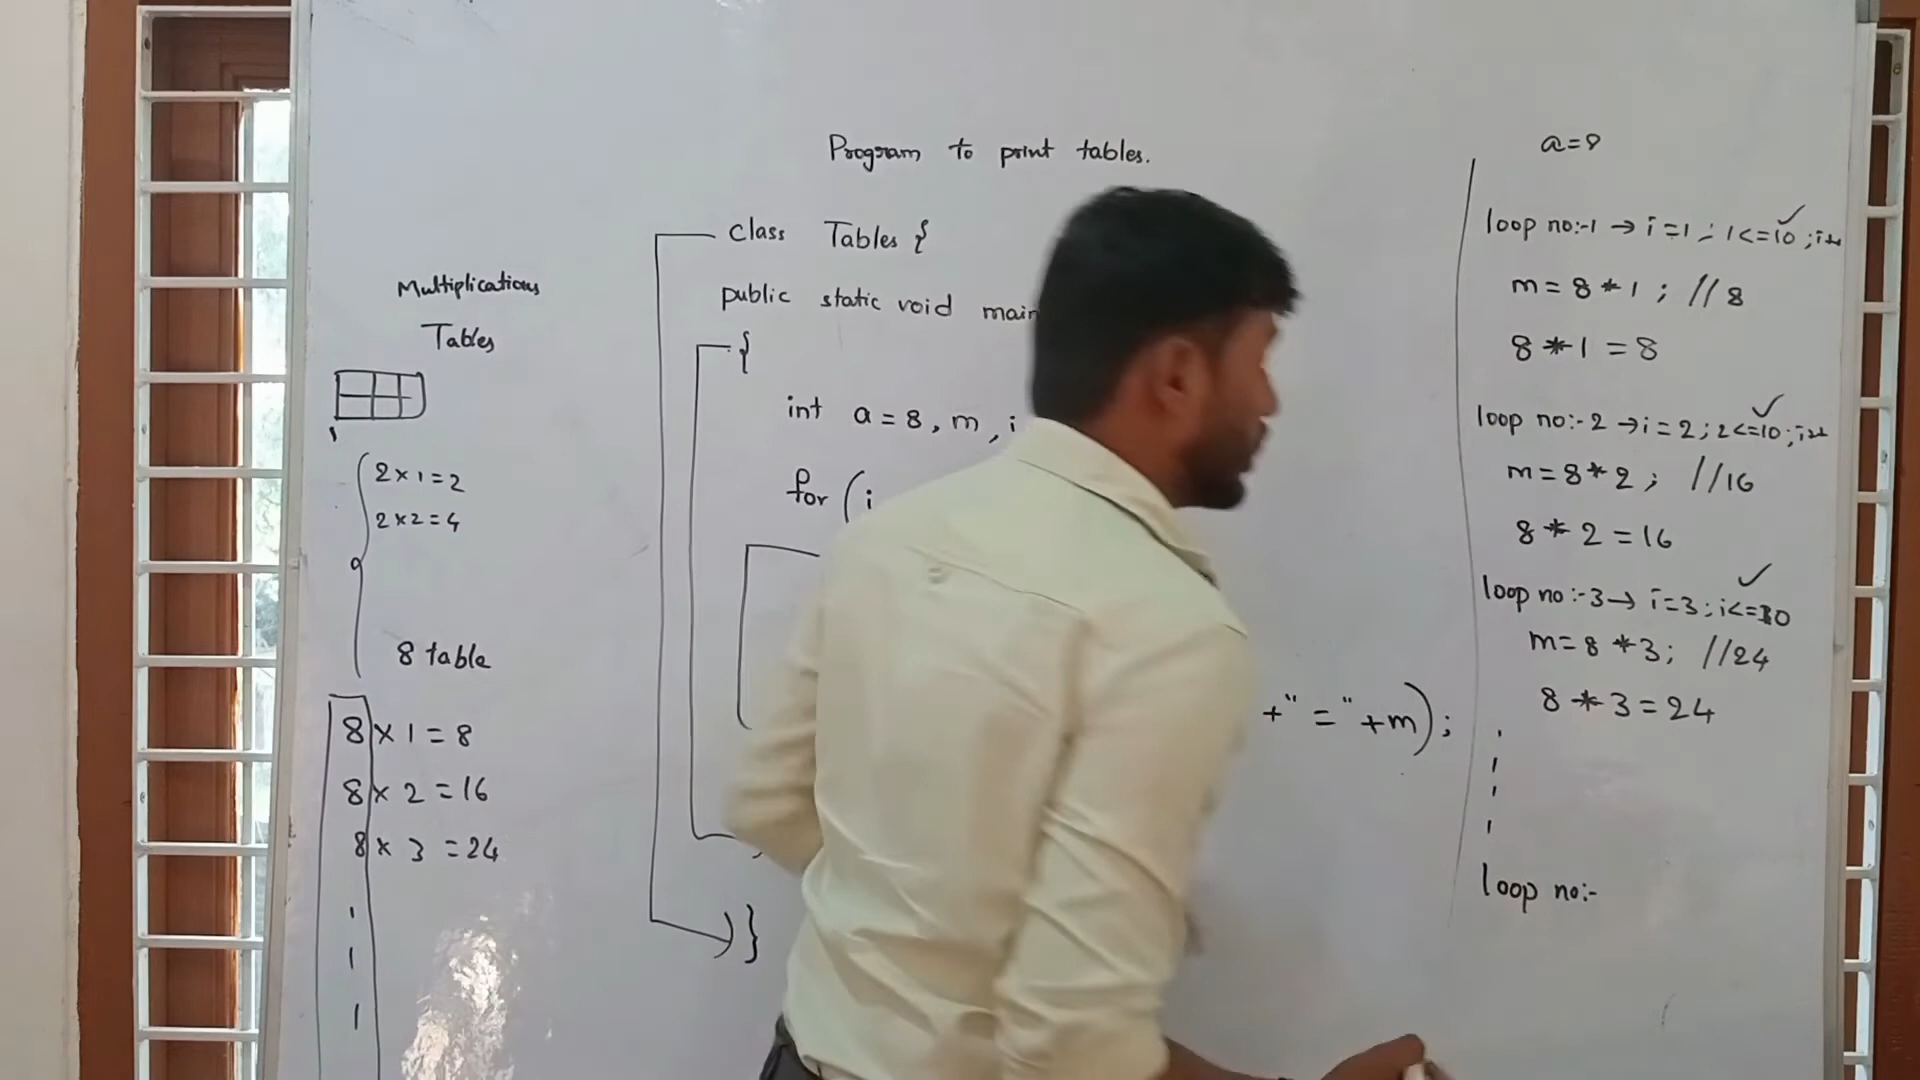 Program to print tables.
class Tables {
public static void main
{
int a = 8, m, i
for (i
+" = "+m);
}
Multiplications
Tables
2 x 1 = 2
2 x 2 = 4
8 table
8 x 1 = 8
8 x 2 = 16
8 x 3 = 24
a=8
loop no:-1 → i=1; 1<=10; i++
m = 8 * 1; //8
8 * 1 = 8
loop no:-2 → i=2; 2<=10; i++
m = 8 * 2; //16
8 * 2 = 16
loop no:-3 → i=3; i<=10
m = 8 * 3; //24
8 * 3 = 24
loop no:-